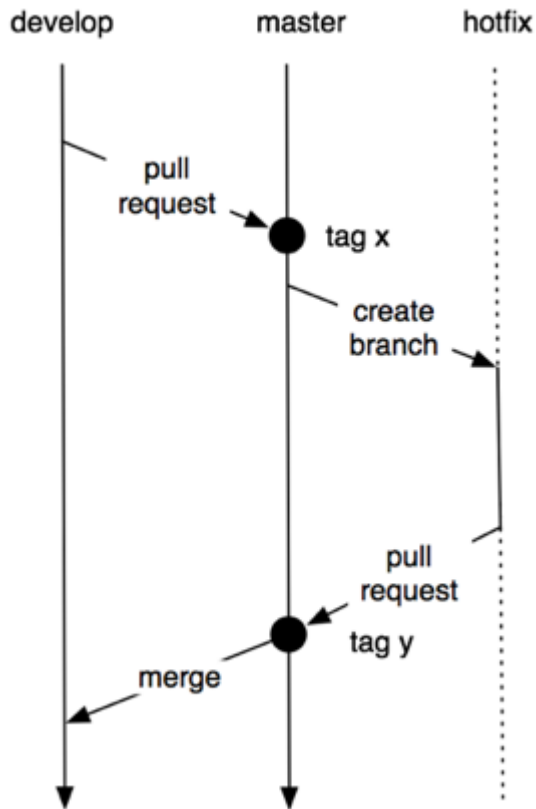 develop master hotfix
pull
request
tag x
create
branch
pull
request
tag y
merge